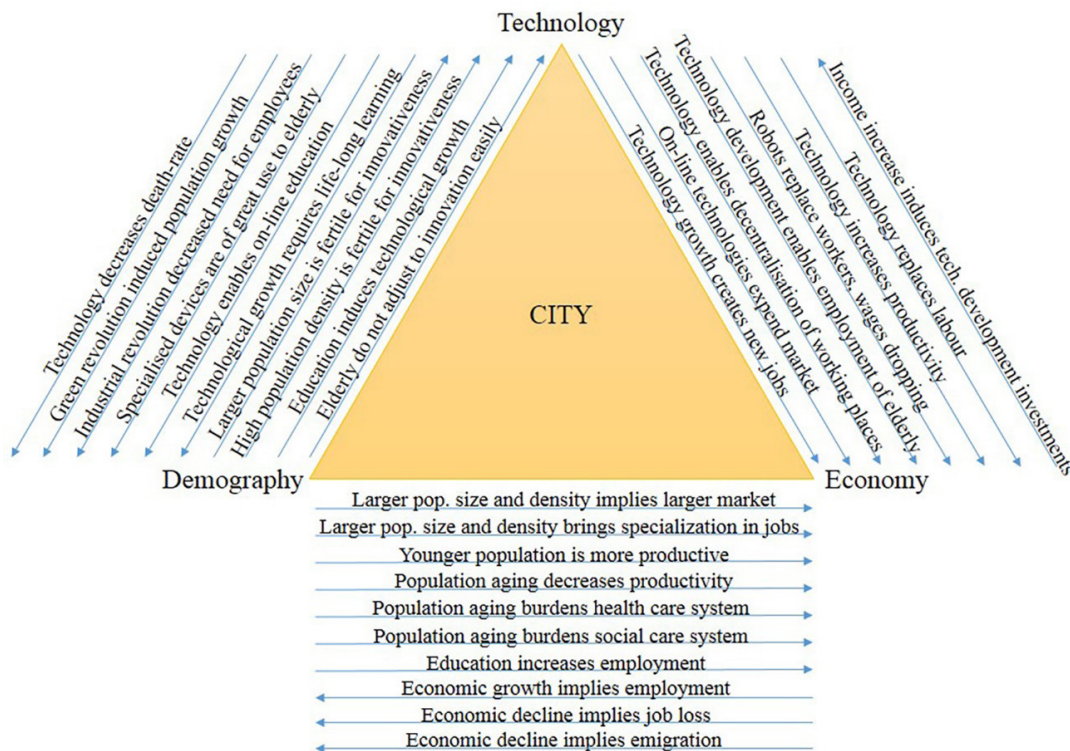 Technology
Technology decreases death-rate
Green revolution induced population growth
Industrial revolution decreased need for employees
Specialised devices are of great use to elderly
Technology enables on-line education
Technological growth requires life-long learning
Larger population size is fertile for innovativeness
High population density is fertile for innovativeness
Education induces technological growth
Elderly do not adjust to innovation easily
CITY
Technology growth creates new jobs
On-line technologies expend market
Technology enables decentralisation of working places
Technology development enables employment of elderly
Robots replace workers, wages dropping
Technology increases productivity
Technology replaces labour
Income increase induces tech. development investments
Demography
Economy
Larger pop. size and density implies larger market
Larger pop. size and density brings specialization in jobs
Younger population is more productive
Population aging decreases productivity
Population aging burdens health care system
Population aging burdens social care system
Education increases employment
Economic growth implies employment
Economic decline implies job loss
Economic decline implies emigration